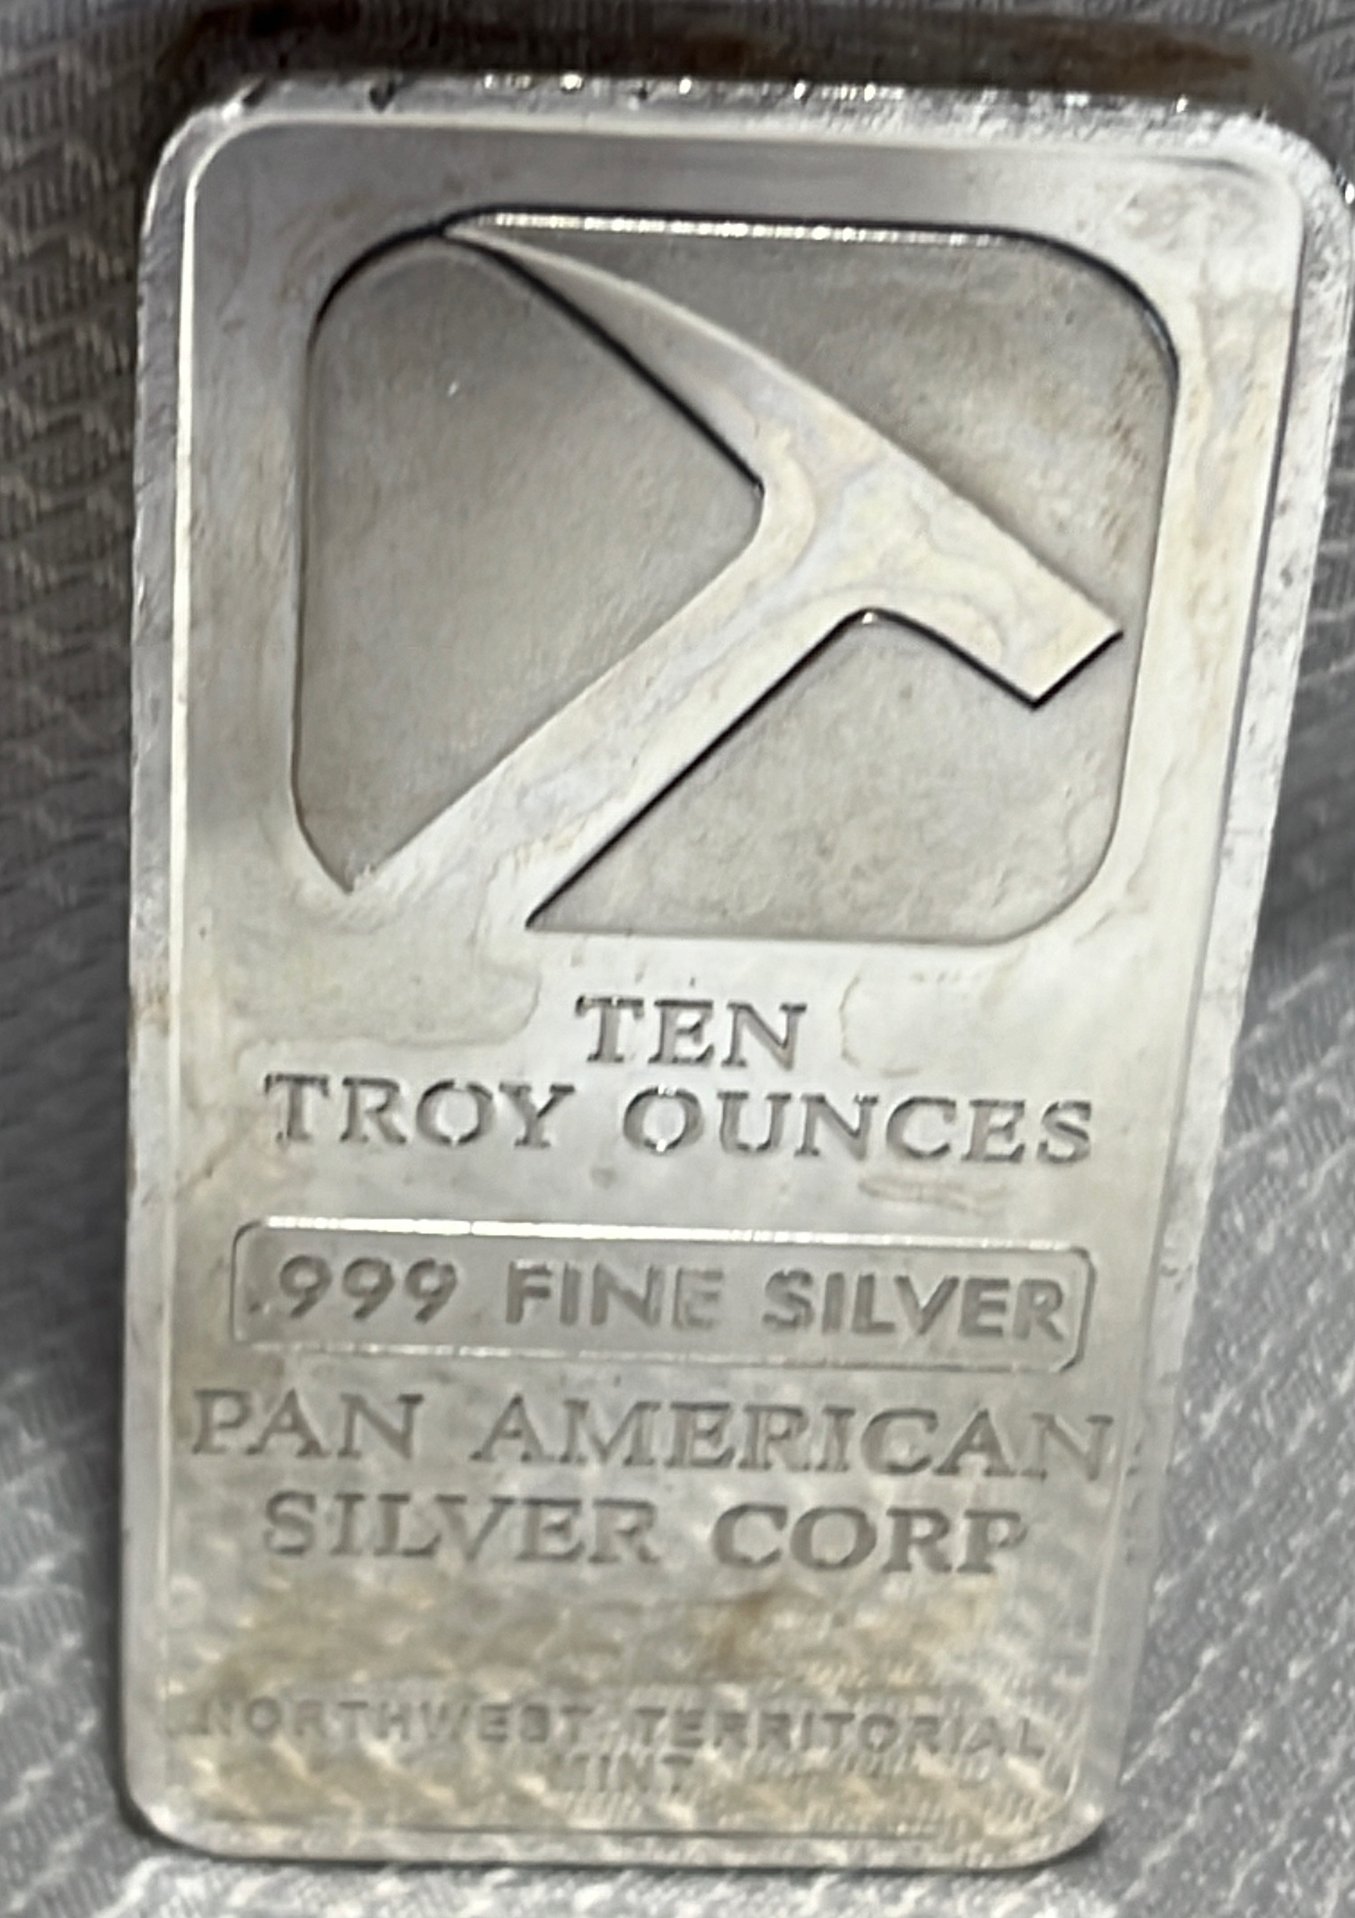 TEN
TROY OUNCES
.999 FINE SILVER
PAN AMERICAN
SILVER CORP
NORTHWEST TERRITORIAL
MINT